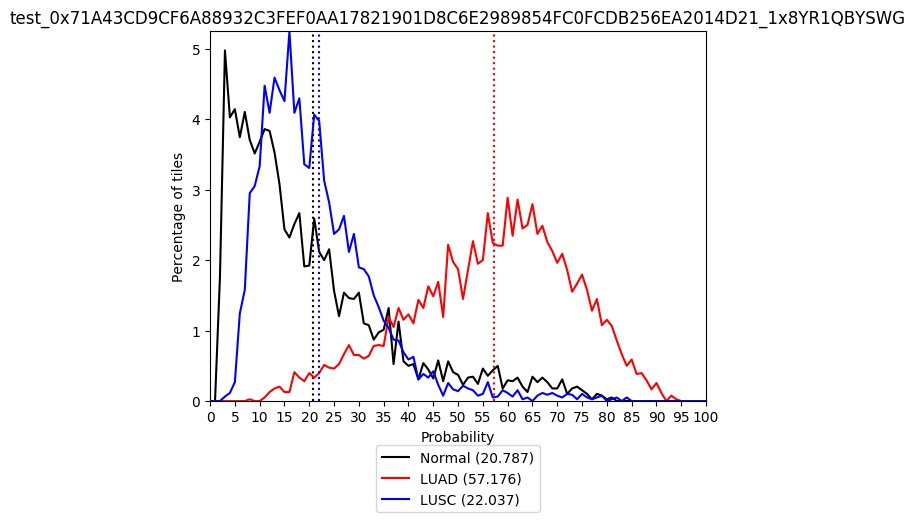 test_0x71A43CD9CF6A88932C3FEF0AA17821901D8C6E2989854FC0FCDB256EA2014D21_1x8YR1QBYSWG
5
4
3
2
1
0
Percentage of tiles
0 5 10 15 20 25 30 35 40 45 50 55 60 65 70 75 80 85 90 95 100
Probability
Normal (20.787)
LUAD (57.176)
LUSC (22.037)